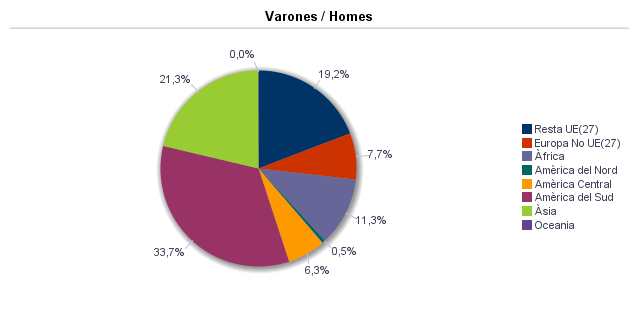 Varones / Homes
0,0%
19,2%
21,3%
7,7%
11,3%
0,5%
6,3%
33,7%
Resta UE(27)
Europa No UE(27)
Àfrica
Amèrica del Nord
Amèrica Central
Amèrica del Sud
Àsia
Oceania